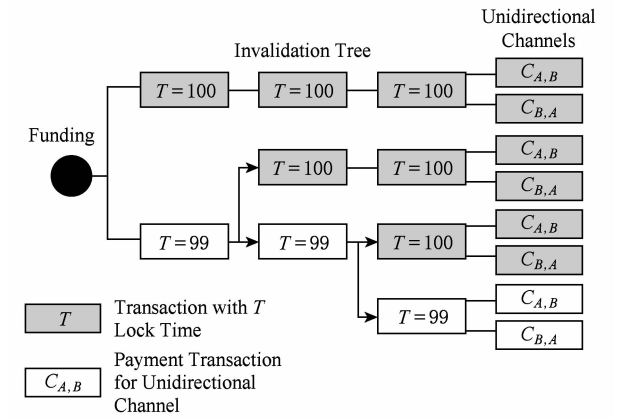 Unidirectional
Channels
Invalidation Tree
Funding
T = 100
T = 100
T = 100
C_{A, B}
C_{B, A}
T = 100
T = 100
C_{A, B}
C_{B, A}
T = 99
T = 99
T = 100
C_{A, B}
C_{B, A}
T = 99
C_{A, B}
C_{B, A}
T
Transaction with T
Lock Time
C_{A, B}
Payment Transaction
for Unidirectional
Channel